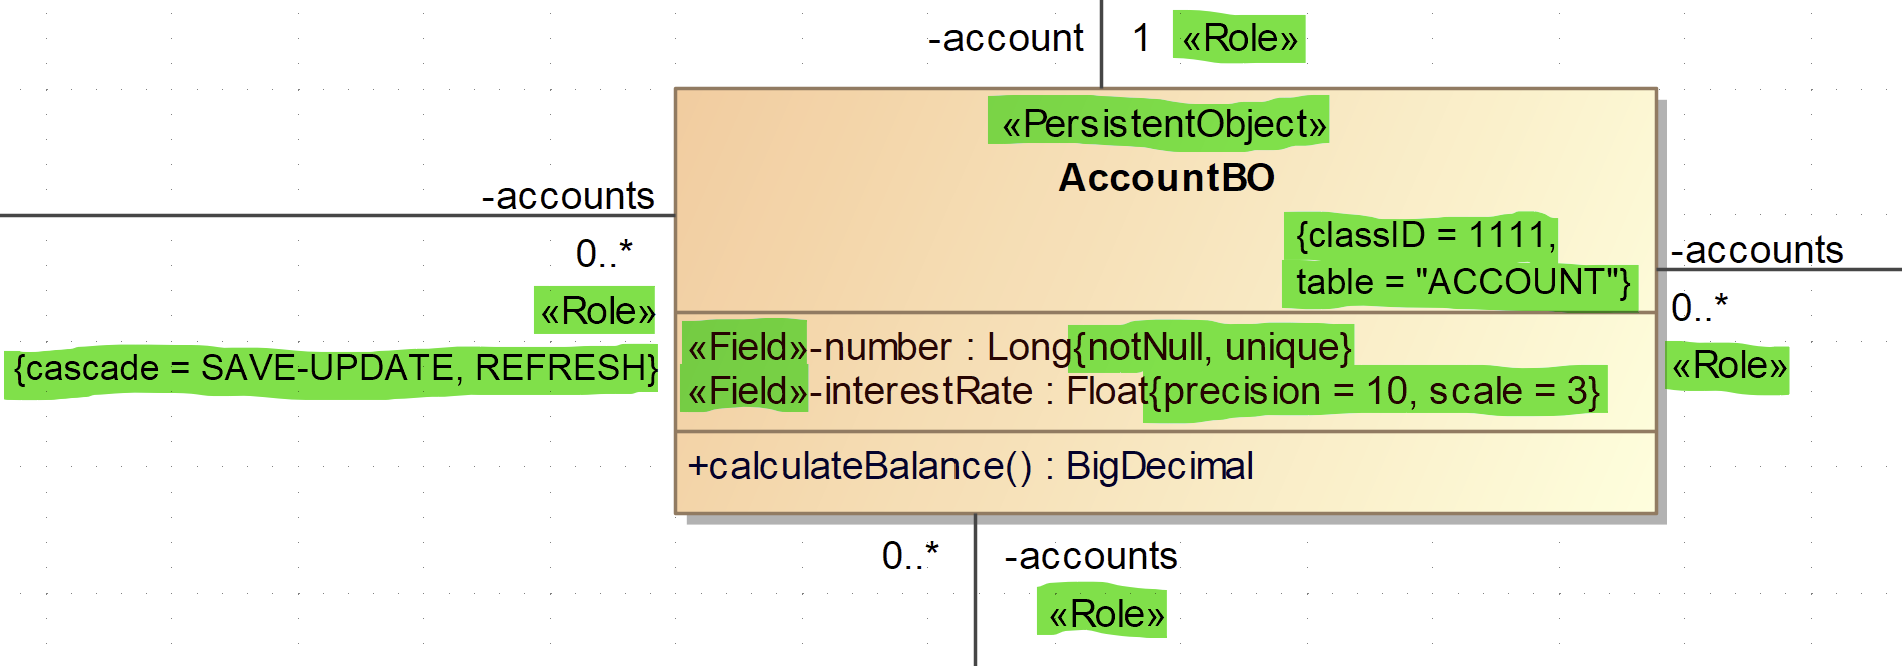 -account 1 «Role»
«PersistentObject»
AccountBO
{classID = 1111,
table = "ACCOUNT"}
-accounts
0..*
«Role»
{cascade = SAVE-UPDATE, REFRESH}
-accounts
0..*
«Role»
«Field»-number : Long{notNull, unique}
«Field»-interestRate : Float{precision = 10, scale = 3}
+calculateBalance() : BigDecimal
0..* -accounts
«Role»